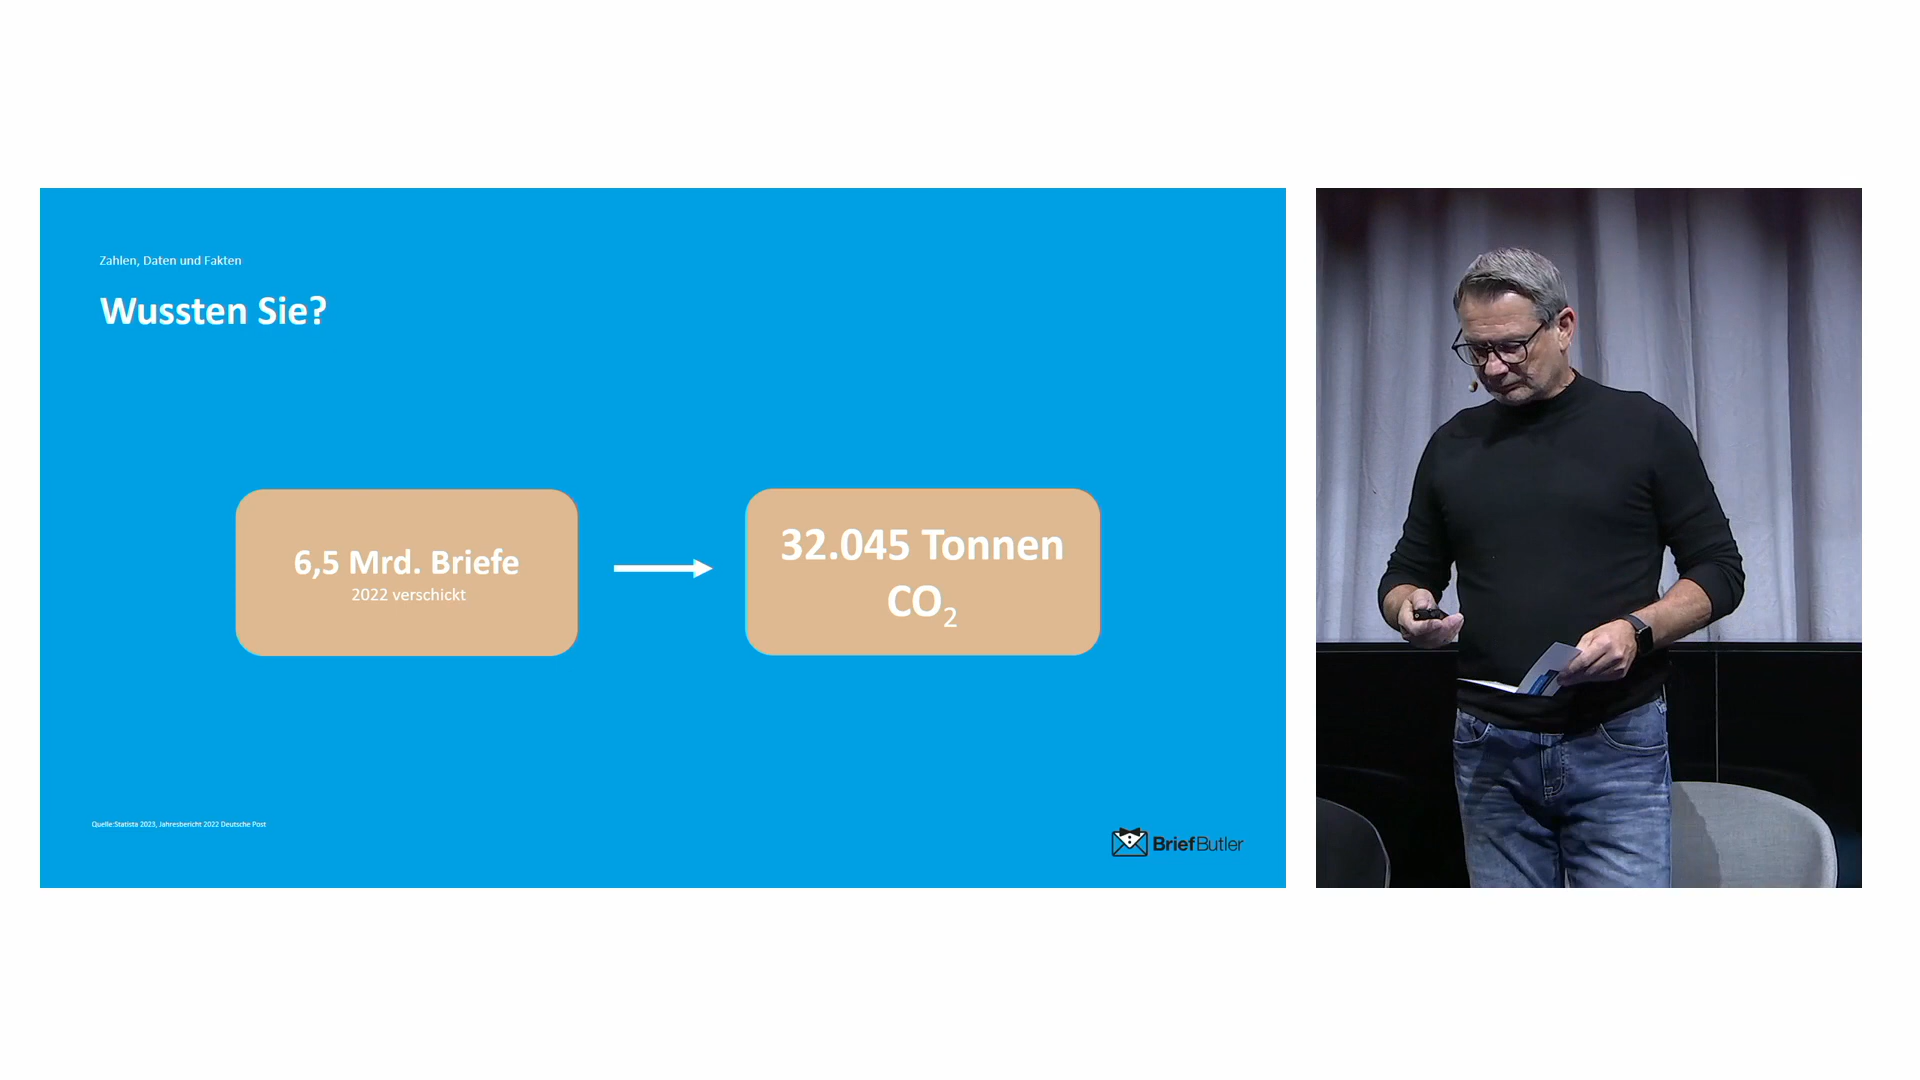 Zahlen, Daten und Fakten
Wussten Sie?
6,5 Mrd. Briefe
2022 verschickt
32.045 Tonnen
CO₂
Quelle:Statista 2023, Jahresbericht 2022 Deutsche Post
BriefButler